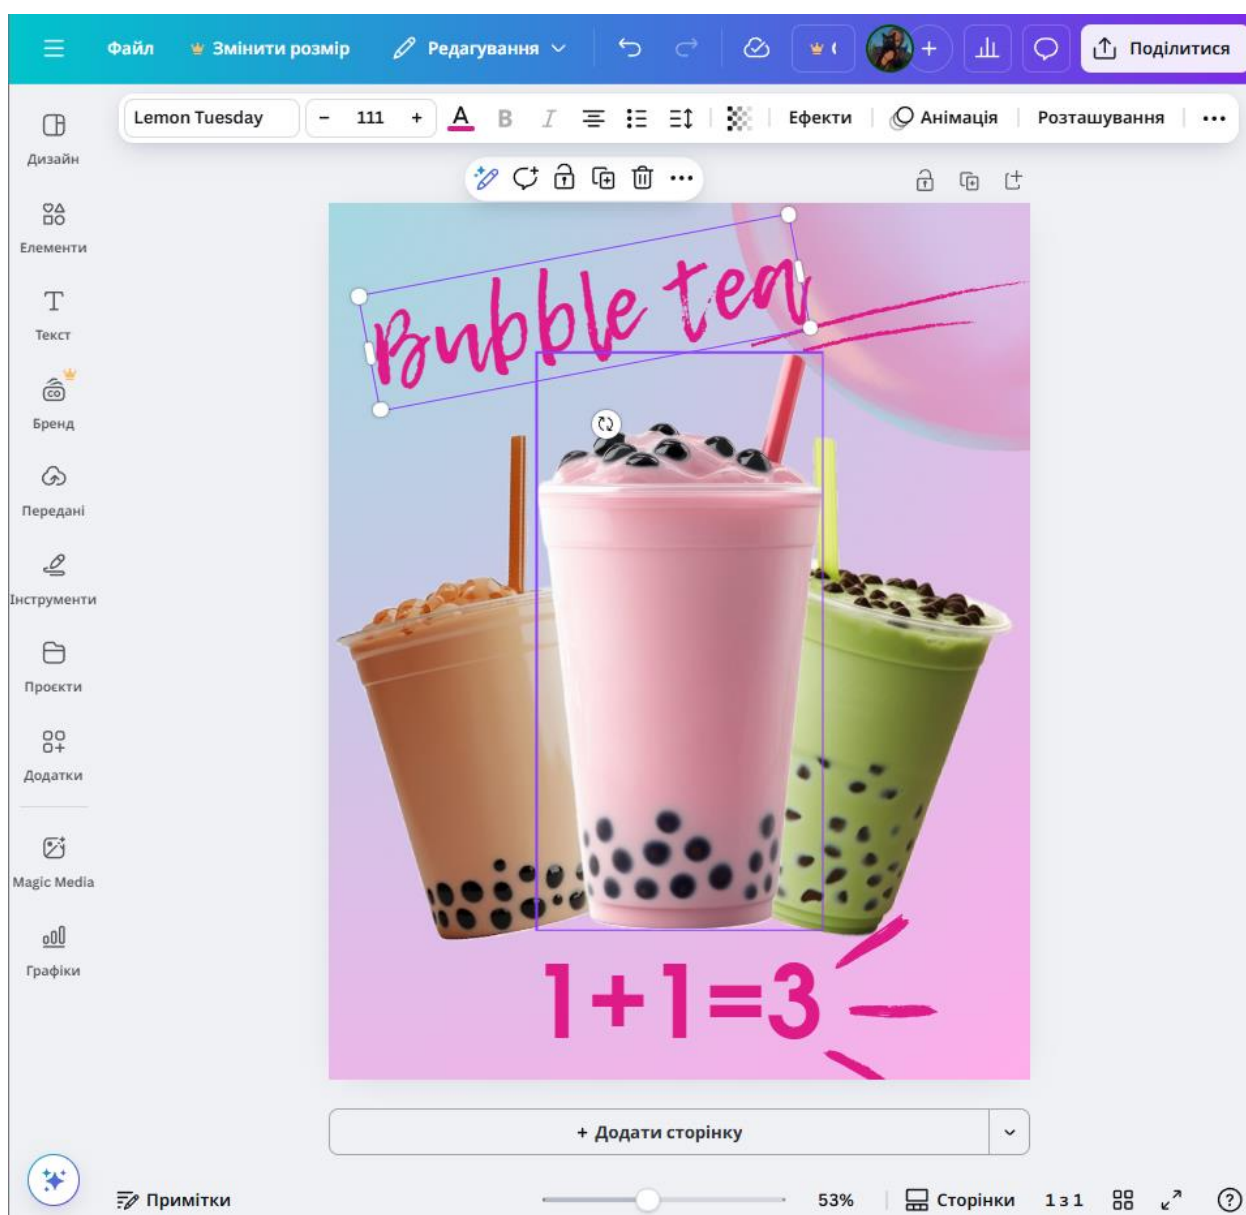 Файл Змінити розмір Редагування Поділитися
Lemon Tuesday – 111 + A B I Ефекти Анімація Розташування
Дизайн
Елементи
Текст
Бренд
Передані
Інструменти
Проєкти
Додатки
Magic Media
Графіки
Bubble tea
1+1=3
+ Додати сторінку
Примітки 53% Сторінки 1 з 1